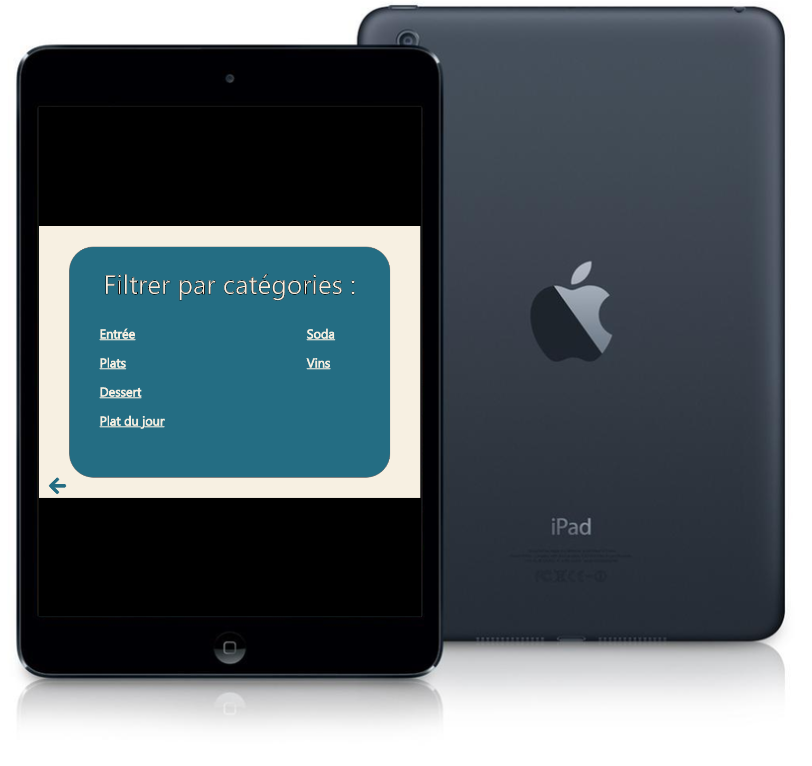 Filtrer par catégories :
Entrée
Plats
Dessert
Plat du jour
Soda
Vins
iPad